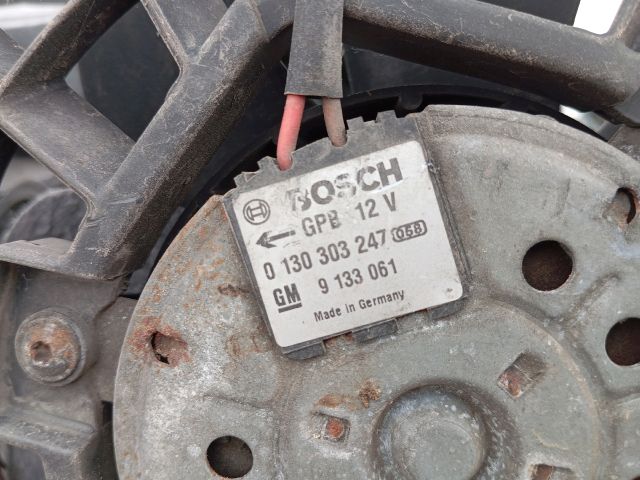 BOSCH
GPB 12 V
0 130 303 247 058
GM 9 133 061
Made in Germany